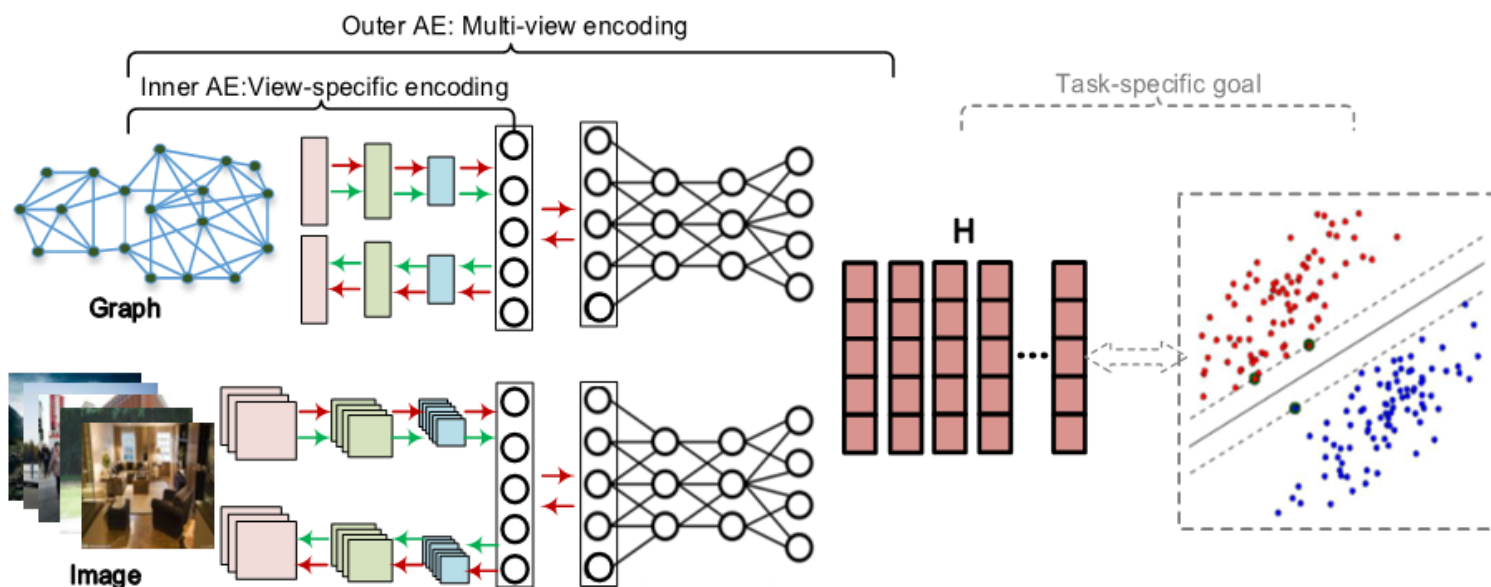 Outer AE: Multi-view encoding
Inner AE:View-specific encoding
Task-specific goal
H
Graph
Image